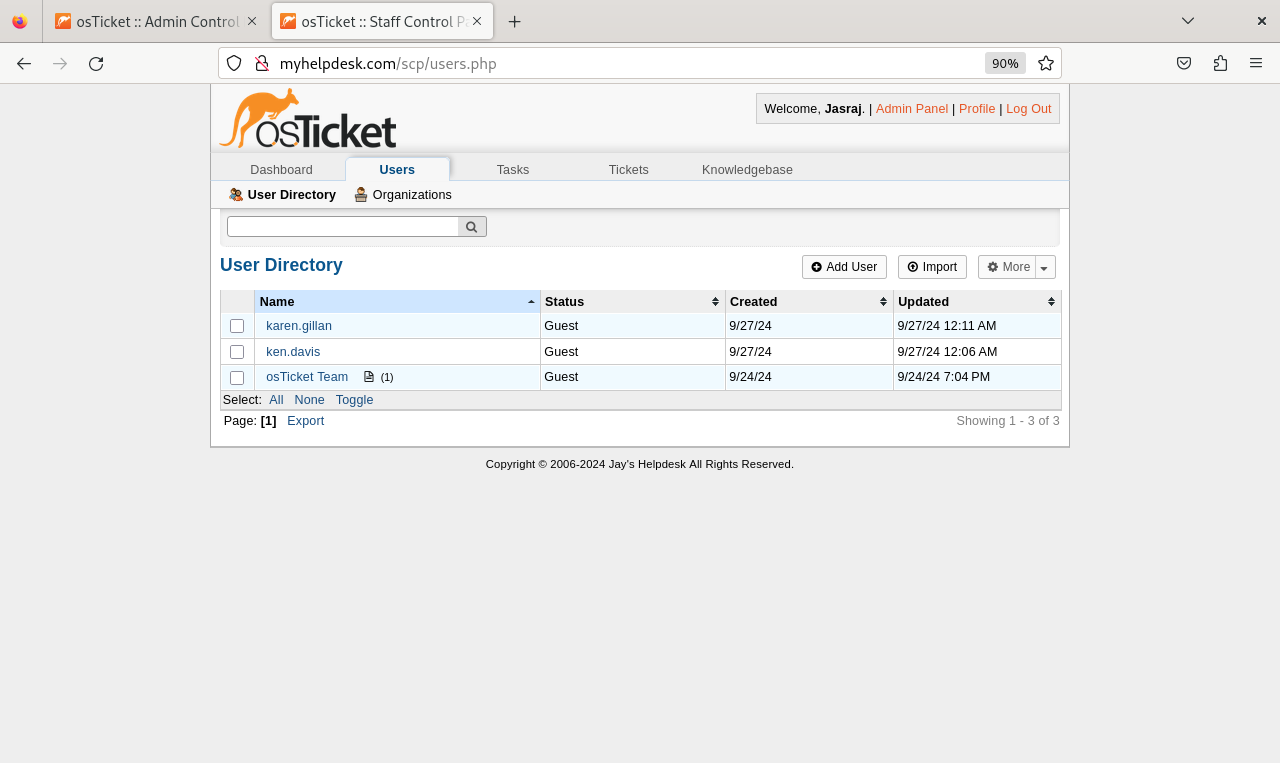 osTicket :: Admin Control
osTicket :: Staff Control Pa
myhelpdesk.com/scp/users.php
90%
osTicket
Welcome, Jasraj. | Admin Panel | Profile | Log Out
Dashboard Users Tasks Tickets Knowledgebase
User Directory Organizations
User Directory
Add User Import More
Name Status Created Updated
karen.gillan Guest 9/27/24 9/27/24 12:11 AM
ken.davis Guest 9/27/24 9/27/24 12:06 AM
osTicket Team (1) Guest 9/24/24 9/24/24 7:04 PM
Select: All None Toggle
Page: [1] Export Showing 1 - 3 of 3
Copyright © 2006-2024 Jay's Helpdesk All Rights Reserved.